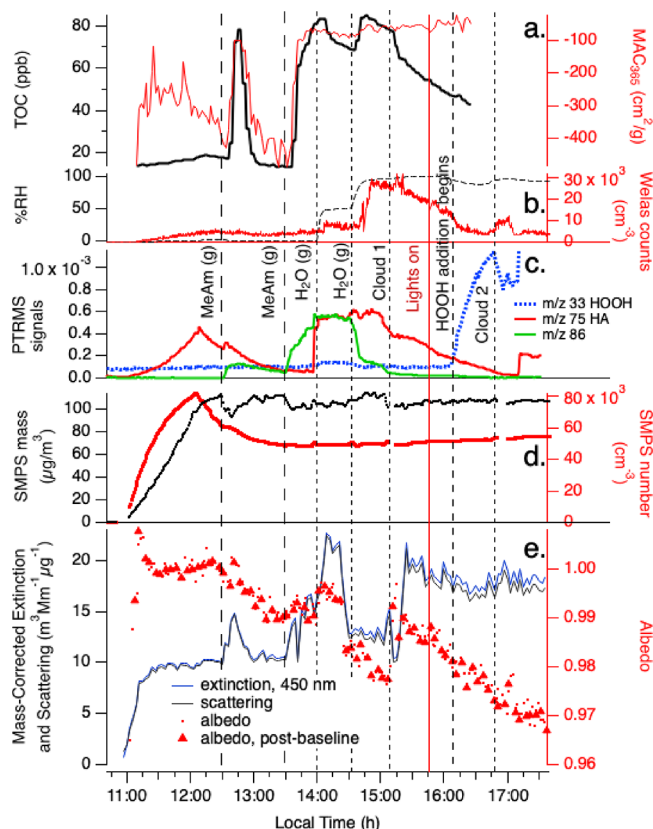 a.
80
60
40
20
TOC (ppb)
-100
-200
-300
-400
MAC365 (cm2/g)
b.
100
50
0
%RH
30 x 10³
20
10
0
Welas counts
(cm-3)
c.
1.0 x 10-3
0.8
0.6
0.4
0.2
0.0
PTRMS
signals
MeAm (g)
MeAm (g)
H2O (g)
H2O (g)
Cloud 1
Lights on
HOOH addition begins
Cloud 2
m/z 33 HOOH
m/z 75 HA
m/z 86
d.
100
80
60
40
20
0
SMPS mass
(µg/m³)
80 x 10³
60
40
20
0
SMPS number
(cm-3)
e.
20
15
10
5
0
Mass-Corrected Extinction
and Scattering (m³Mm-1µg-1)
1.00
0.99
0.98
0.97
0.96
Albedo
extinction, 450 nm
scattering
albedo
albedo, post-baseline
11:00 12:00 13:00 14:00 15:00 16:00 17:00
Local Time (h)